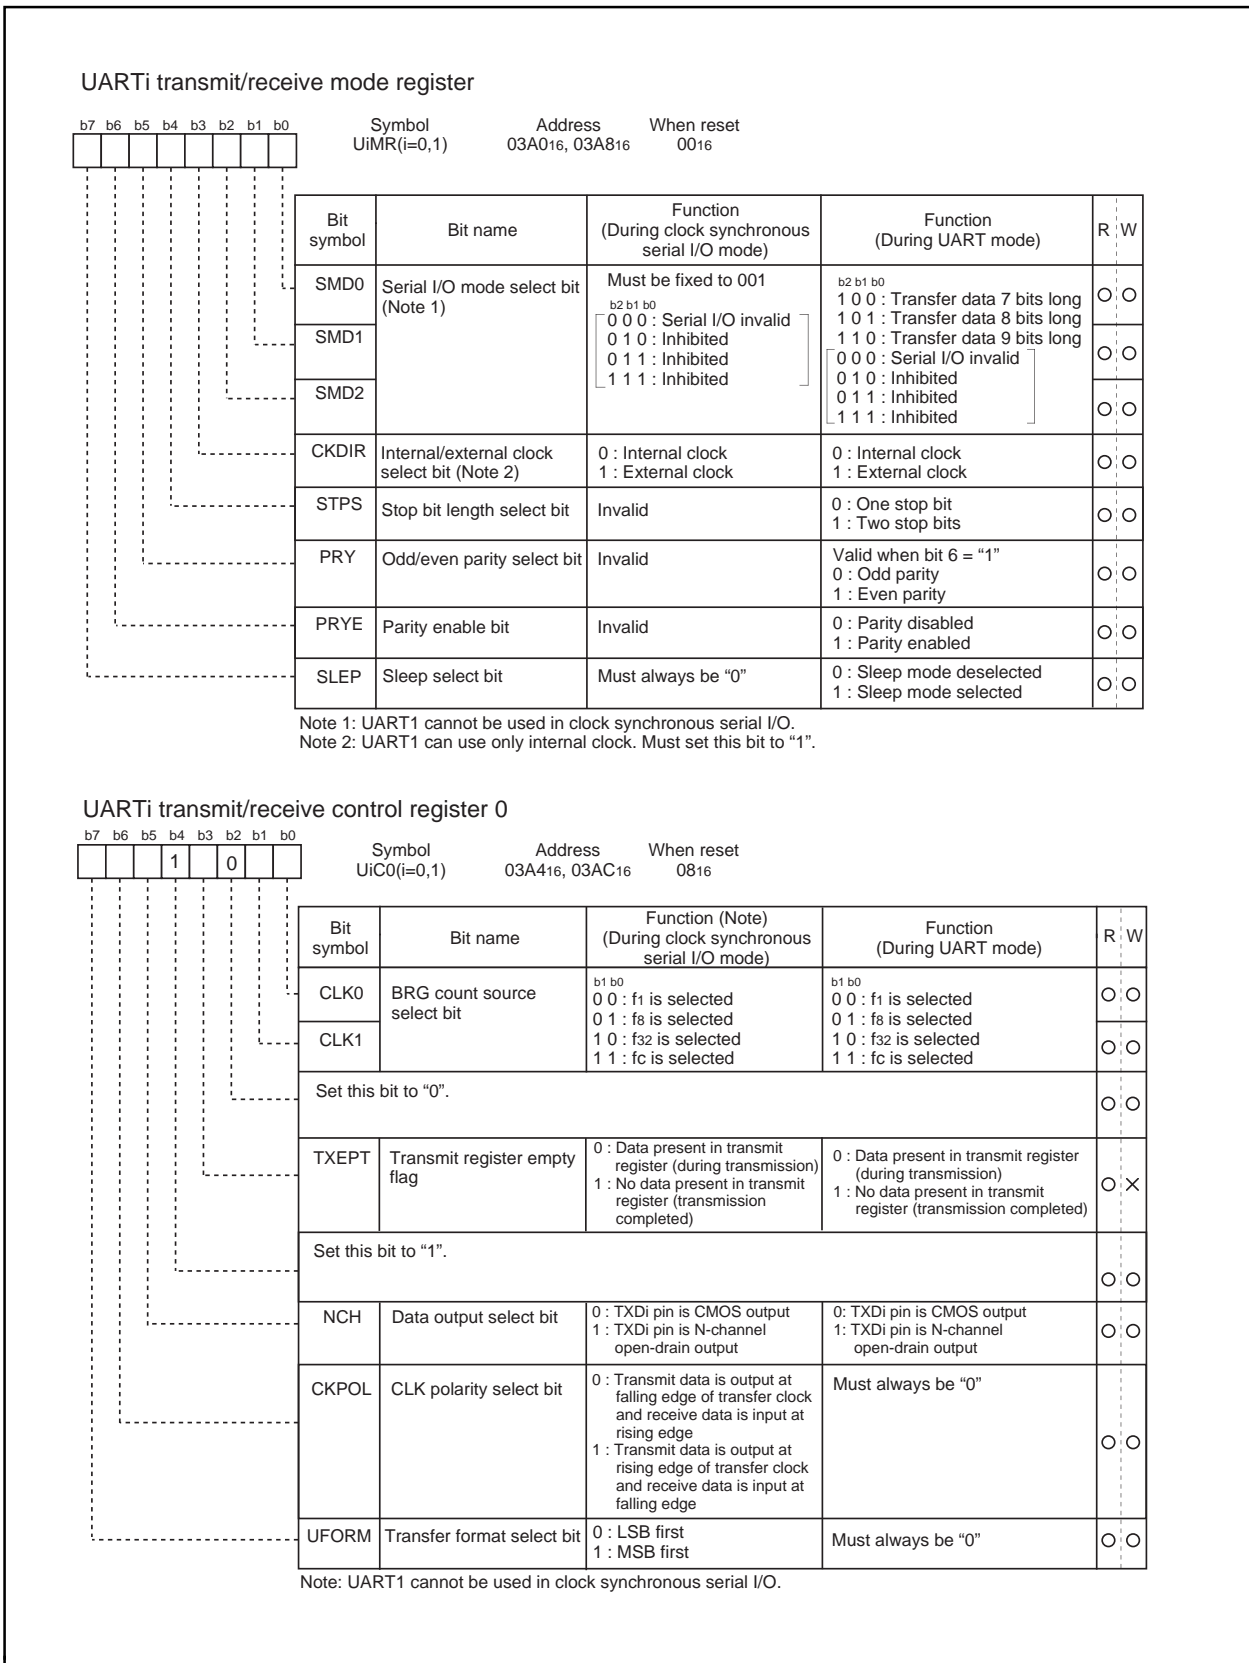 UARTi transmit/receive mode register
b7 b6 b5 b4 b3 b2 b1 b0
Symbol Address When reset
UiMR(i=0,1) 03A016, 03A816 0016
Bit symbol Bit name Function (During clock synchronous serial I/O mode) Function (During UART mode) R W
SMD0 Serial I/O mode select bit (Note 1)
SMD1
SMD2
Must be fixed to 001
b2 b1 b0
0 0 0 : Serial I/O invalid
0 1 0 : Inhibited
0 1 1 : Inhibited
1 1 1 : Inhibited
b2 b1 b0
1 0 0 : Transfer data 7 bits long
1 0 1 : Transfer data 8 bits long
1 1 0 : Transfer data 9 bits long
0 0 0 : Serial I/O invalid
0 1 0 : Inhibited
0 1 1 : Inhibited
1 1 1 : Inhibited
CKDIR Internal/external clock select bit (Note 2)
0 : Internal clock
1 : External clock
0 : Internal clock
1 : External clock
STPS Stop bit length select bit Invalid
0 : One stop bit
1 : Two stop bits
PRY Odd/even parity select bit Invalid
Valid when bit 6 = “1”
0 : Odd parity
1 : Even parity
PRYE Parity enable bit Invalid
0 : Parity disabled
1 : Parity enabled
SLEP Sleep select bit Must always be “0”
0 : Sleep mode deselected
1 : Sleep mode selected
Note 1: UART1 cannot be used in clock synchronous serial I/O.
Note 2: UART1 can use only internal clock. Must set this bit to “1”.
UARTi transmit/receive control register 0
b7 b6 b5 b4 b3 b2 b1 b0
1 0
Symbol Address When reset
UiC0(i=0,1) 03A416, 03AC16 0816
Bit symbol Bit name Function (Note) (During clock synchronous serial I/O mode) Function (During UART mode) R W
CLK0 BRG count source select bit
CLK1
b1 b0
0 0 : f1 is selected
0 1 : f8 is selected
1 0 : f32 is selected
1 1 : fc is selected
b1 b0
0 0 : f1 is selected
0 1 : f8 is selected
1 0 : f32 is selected
1 1 : fc is selected
Set this bit to “0”.
TXEPT Transmit register empty flag
0 : Data present in transmit
register (during transmission)
1 : No data present in transmit
register (transmission
completed)
0 : Data present in transmit register
(during transmission)
1 : No data present in transmit
register (transmission completed)
Set this bit to “1”.
NCH Data output select bit
0 : TXDi pin is CMOS output
1 : TXDi pin is N-channel
open-drain output
0: TXDi pin is CMOS output
1: TXDi pin is N-channel
open-drain output
CKPOL CLK polarity select bit
0 : Transmit data is output at
falling edge of transfer clock
and receive data is input at
rising edge
1 : Transmit data is output at
rising edge of transfer clock
and receive data is input at
falling edge
Must always be “0”
UFORM Transfer format select bit
0 : LSB first
1 : MSB first
Must always be “0”
Note: UART1 cannot be used in clock synchronous serial I/O.